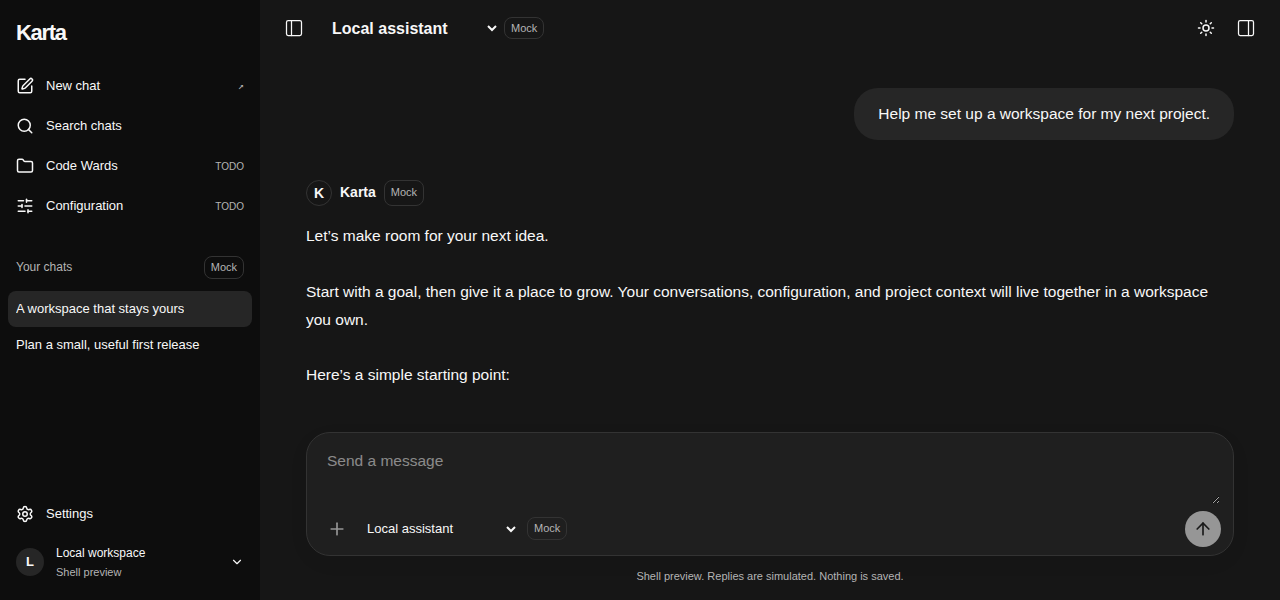 Karta
New chat
Search chats
Code Wards TODO
Configuration TODO
Your chats Mock
A workspace that stays yours
Plan a small, useful first release
Settings
L
Local workspace
Shell preview
Local assistant Mock
Help me set up a workspace for my next project.
K Karta Mock
Let’s make room for your next idea.
Start with a goal, then give it a place to grow. Your conversations, configuration, and project context will live together in a workspace
you own.
Here’s a simple starting point:
Send a message
Local assistant Mock
Shell preview. Replies are simulated. Nothing is saved.